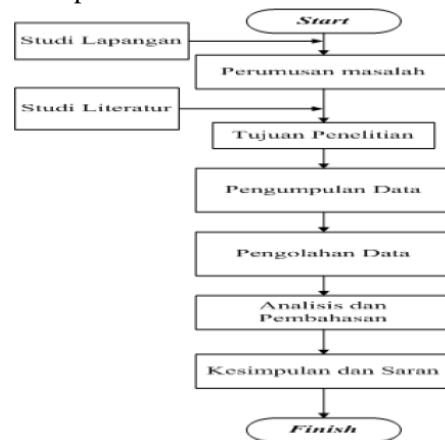 Start
Studi Lapangan
Perumusan masalah
Studi Literatur
Tujuan Penelitian
Pengumpulan Data
Pengolahan Data
Analisis dan
Pembahasan
Kesimpulan dan Saran
Finish